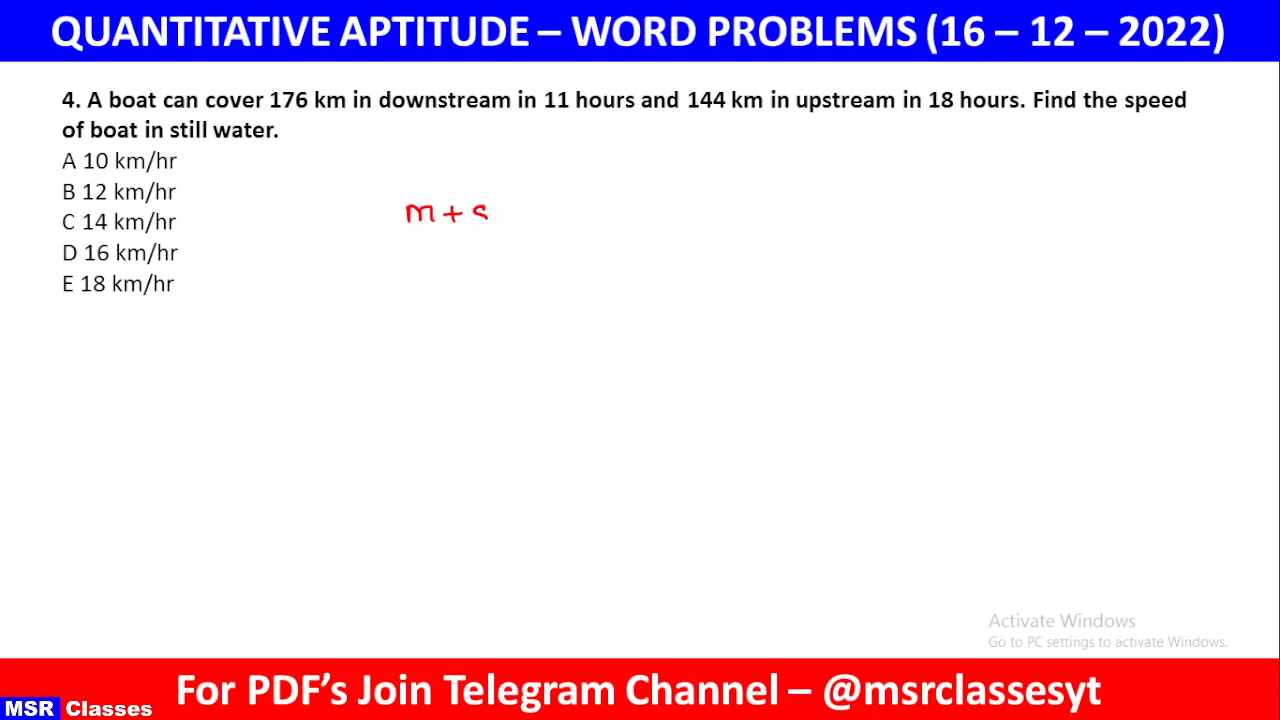 QUANTITATIVE APTITUDE – WORD PROBLEMS (16 – 12 – 2022)
4. A boat can cover 176 km in downstream in 11 hours and 144 km in upstream in 18 hours. Find the speed
of boat in still water.
A 10 km/hr
B 12 km/hr
C 14 km/hr
D 16 km/hr
E 18 km/hr
m + s
Activate Windows
Go to PC settings to activate Windows.
For PDF’s Join Telegram Channel – @msrclassesyt
MSR Classes